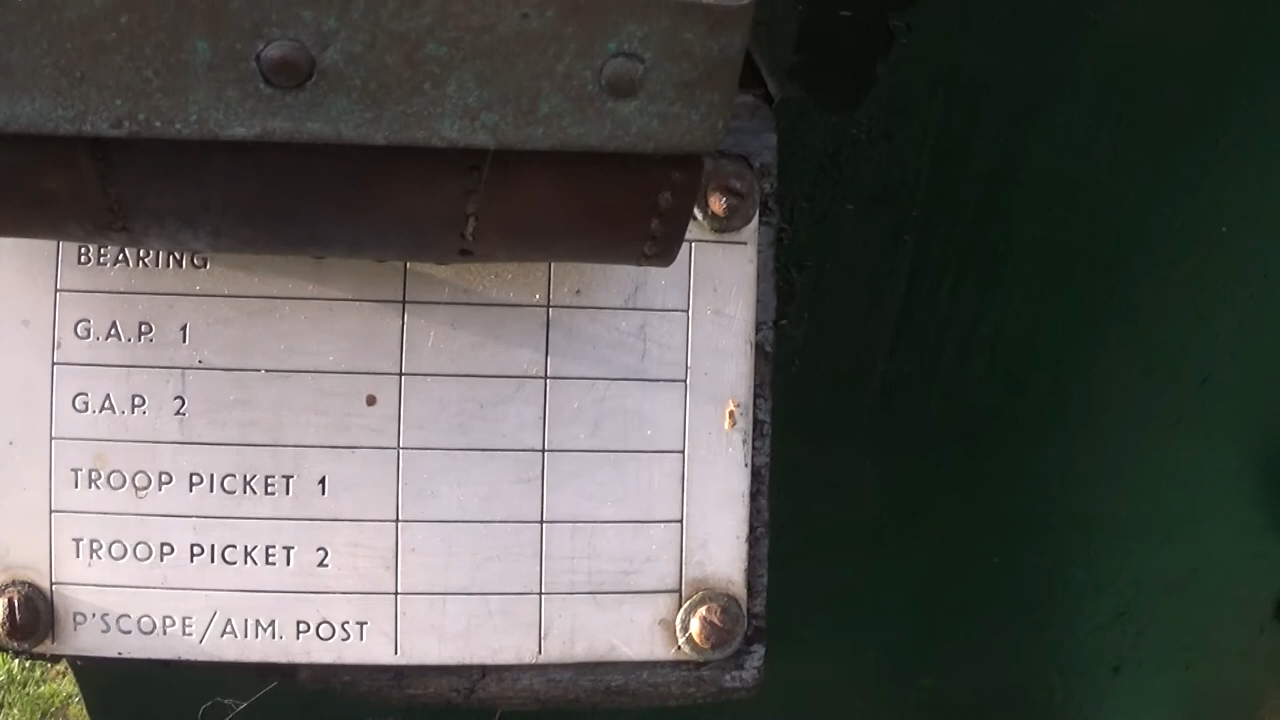 BEARING
G.A.P. 1
G.A.P. 2
TROOP PICKET 1
TROOP PICKET 2
P'SCOPE/AIM. POST